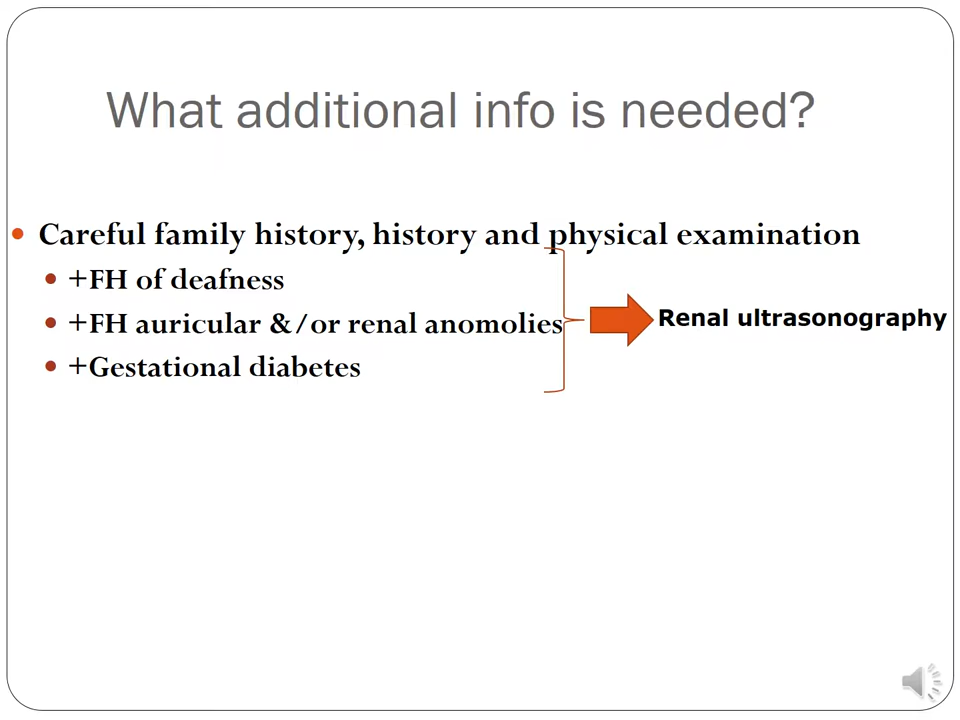 What additional info is needed?
Careful family history, history and physical examination
+FH of deafness
+FH auricular &/or renal anomolies
Renal ultrasonography
+Gestational diabetes